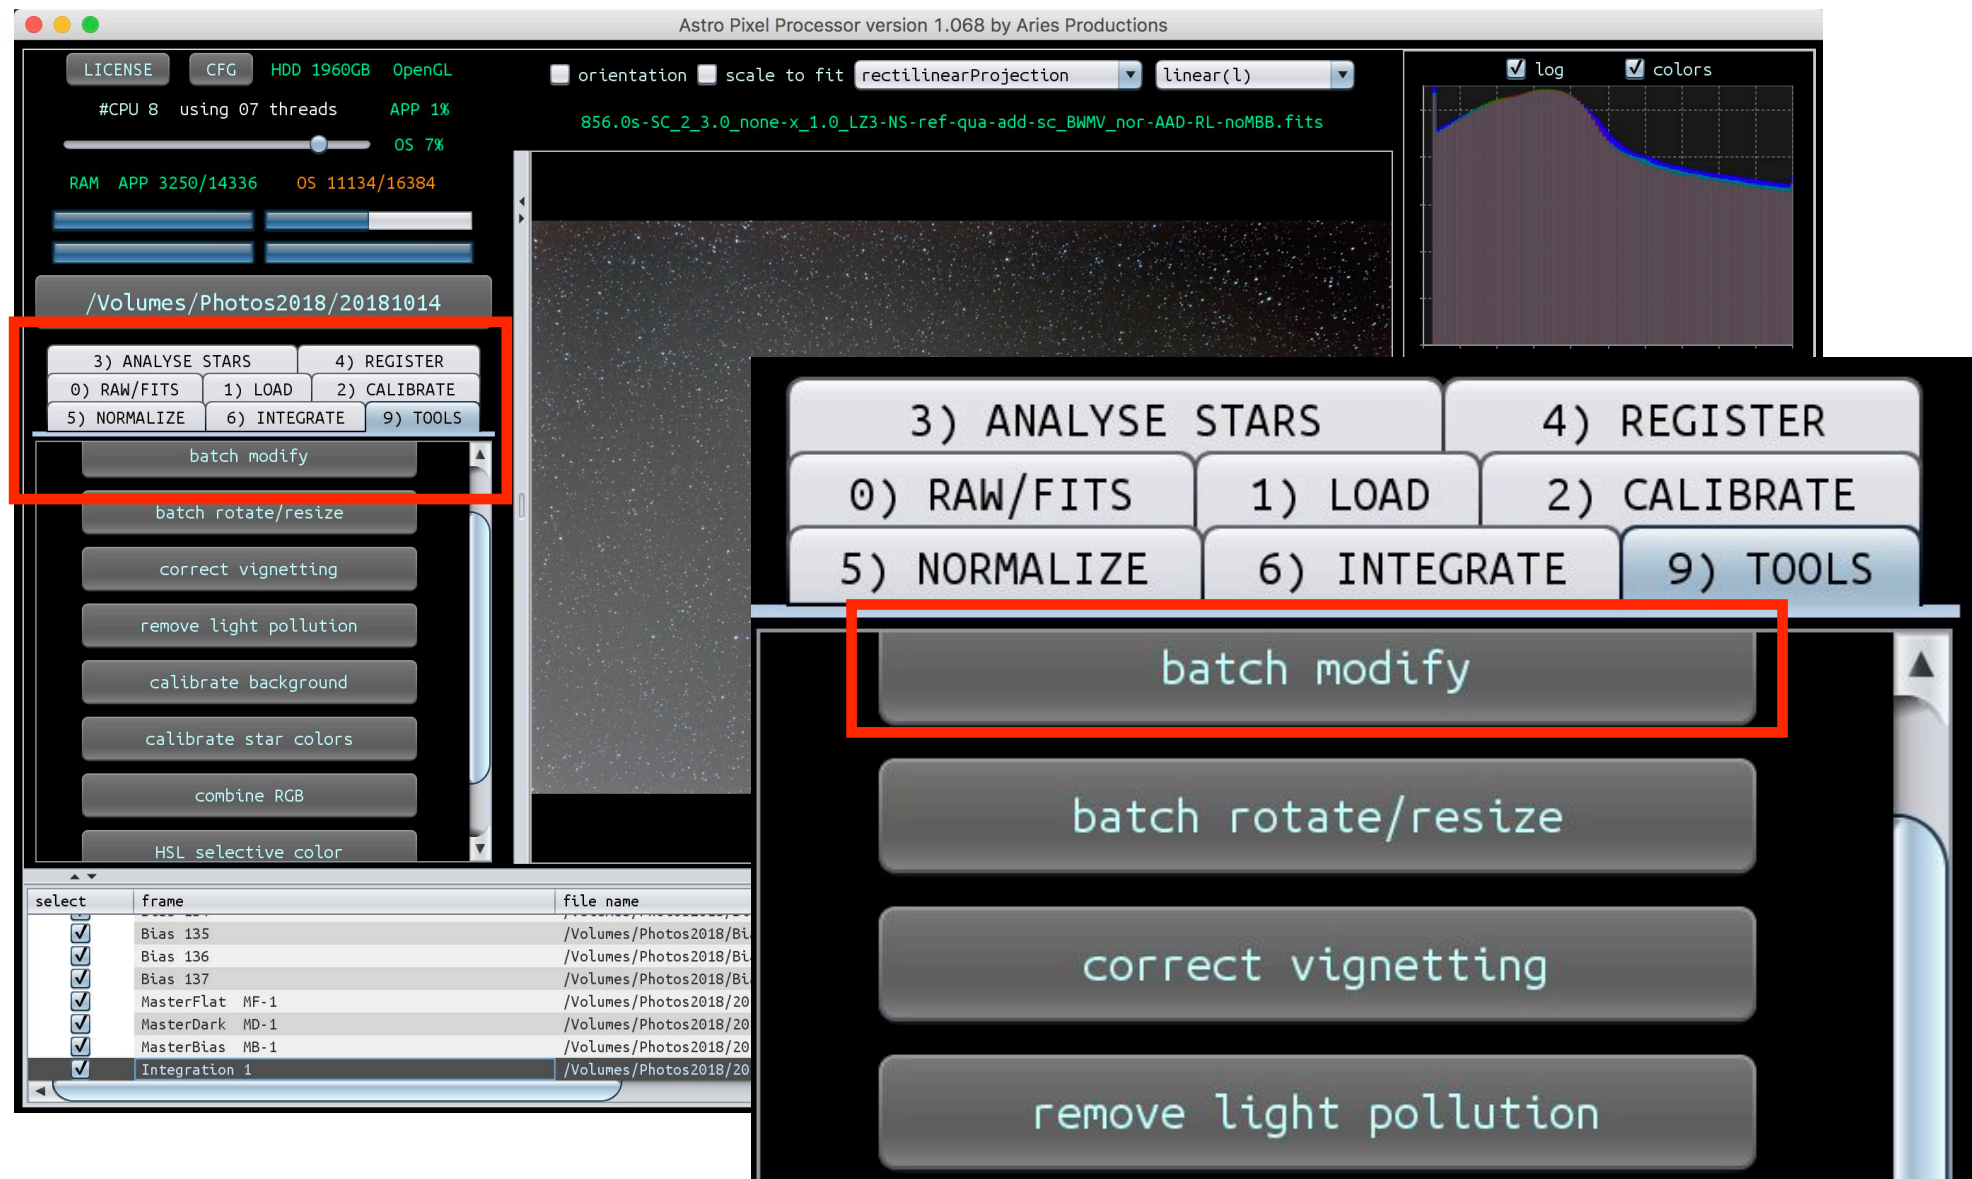 Astro Pixel Processor version 1.068 by Aries Productions
LICENSE CFG HDD 1960GB OpenGL
#CPU 8 using 07 threads APP 1%
OS 7%
RAM APP 3250/14336 OS 11134/16384
/Volumes/Photos2018/20181014
orientation scale to fit rectilinearProjection linear(l)
856.0s-SC_2_3.0_none-x_1.0_LZ3-NS-ref-qua-add-sc_BWMV_nor-AAD-RL-noMBB.fits
log colors
3) ANALYSE STARS 4) REGISTER
0) RAW/FITS 1) LOAD 2) CALIBRATE
5) NORMALIZE 6) INTEGRATE 9) TOOLS
batch modify
batch rotate/resize
correct vignetting
remove light pollution
calibrate background
calibrate star colors
combine RGB
HSL selective color
select frame file name
Bias 135 /Volumes/Photos2018/Bi
Bias 136 /Volumes/Photos2018/Bi
Bias 137 /Volumes/Photos2018/Bi
MasterFlat MF-1 /Volumes/Photos2018/20
MasterDark MD-1 /Volumes/Photos2018/20
MasterBias MB-1 /Volumes/Photos2018/20
Integration 1 /Volumes/Photos2018/20
3) ANALYSE STARS 4) REGISTER
0) RAW/FITS 1) LOAD 2) CALIBRATE
5) NORMALIZE 6) INTEGRATE 9) TOOLS
batch modify
batch rotate/resize
correct vignetting
remove light pollution